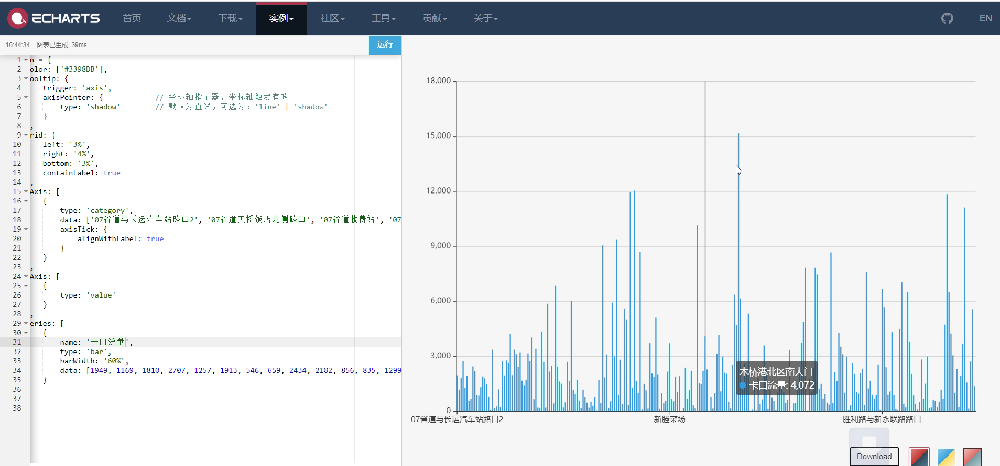 ECHARTS 首页 文档 下载 实例 社区 工具 贡献 关于 EN
16:44:34 图表已生成, 39ms 运行
1 n = {
2 olor: ['#3398DB'],
3 ooltip: {
4 trigger: 'axis',
5 axisPointer: { // 坐标轴指示器，坐标轴触发有效
6 type: 'shadow' // 默认为直线，可选为：'line' | 'shadow'
7 }
8 ,
9 rid: {
10 left: '3%',
11 right: '4%',
12 bottom: '3%',
13 containLabel: true
14 ,
15 Axis: [
16 {
17 type: 'category',
18 data: ['07省道与长运汽车站路口2', '07省道天桥饭店北侧路口', '07省道收费站', '07
19 axisTick: {
20 alignWithLabel: true
21 }
22 }
23 ,
24 Axis: [
25 {
26 type: 'value'
27 }
28 ,
29 eries: [
30 {
31 name: '卡口流量',
32 type: 'bar',
33 barWidth: '60%',
34 data: [1949, 1169, 1810, 2707, 1257, 1913, 546, 659, 2434, 2182, 856, 835, 1299
35 }
36
37
38
18,000
15,000
12,000
9,000
6,000
3,000
0
木桥港北区南大门
卡口流量: 4,072
07省道与长运汽车站路口2 新塍菜场 胜利路与新永联路路口
Download